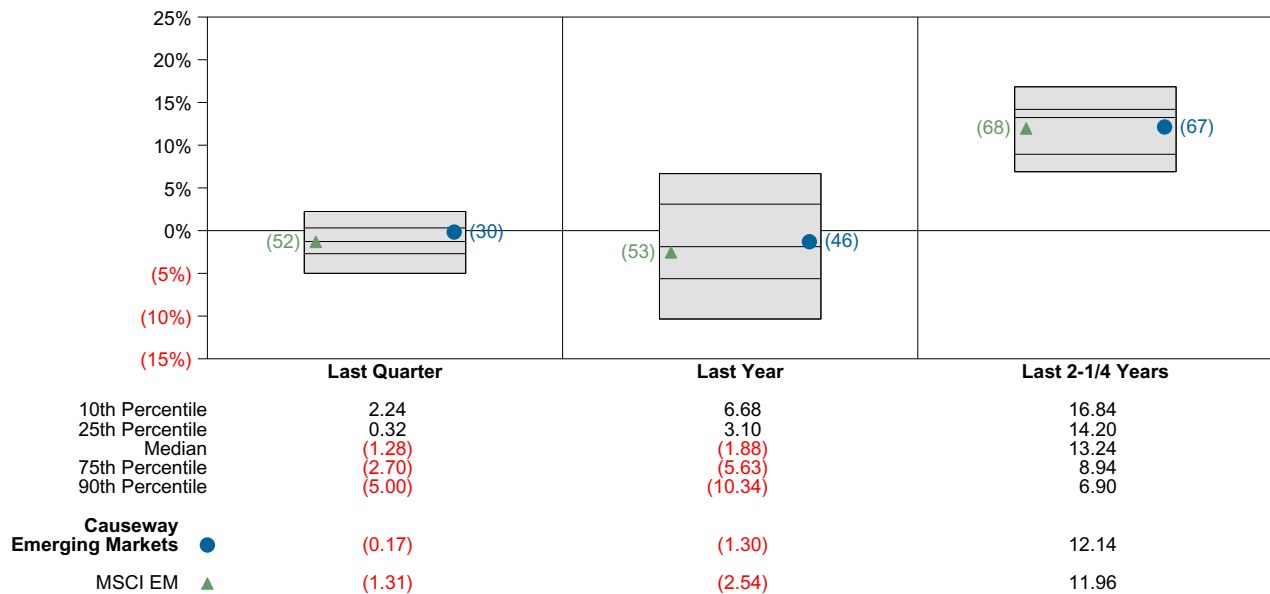 25%
20%
15%
10%
5%
0%
(5%)
(10%)
(15%)
(52)
(30)
(53)
(46)
(68)
(67)
Last Quarter Last Year Last 2-1/4 Years
10th Percentile 2.24 6.68 16.84
25th Percentile 0.32 3.10 14.20
Median (1.28) (1.88) 13.24
75th Percentile (2.70) (5.63) 8.94
90th Percentile (5.00) (10.34) 6.90
Causeway
Emerging Markets (0.17) (1.30) 12.14
MSCI EM (1.31) (2.54) 11.96